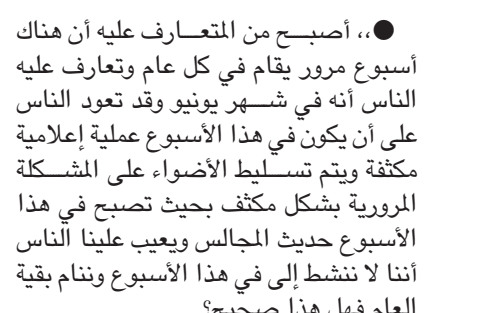 ●،، أصبح من المتعارف عليه أن هناك
أسبوع مرور يقام في كل عام وتعارف عليه
الناس أنه في شهر يونيو وقد تعود الناس
على أن يكون في هذا الأسبوع عملية إعلامية
مكثفة ويتم تسليط الأضواء على المشكلة
المرورية بشكل مكثف بحيث تصبح في هذا
الأسبوع حديث المجالس ويعيب علينا الناس
أننا لا ننشط إلى في هذا الأسبوع وننام بقية
العام فهل هذا صحيح؟